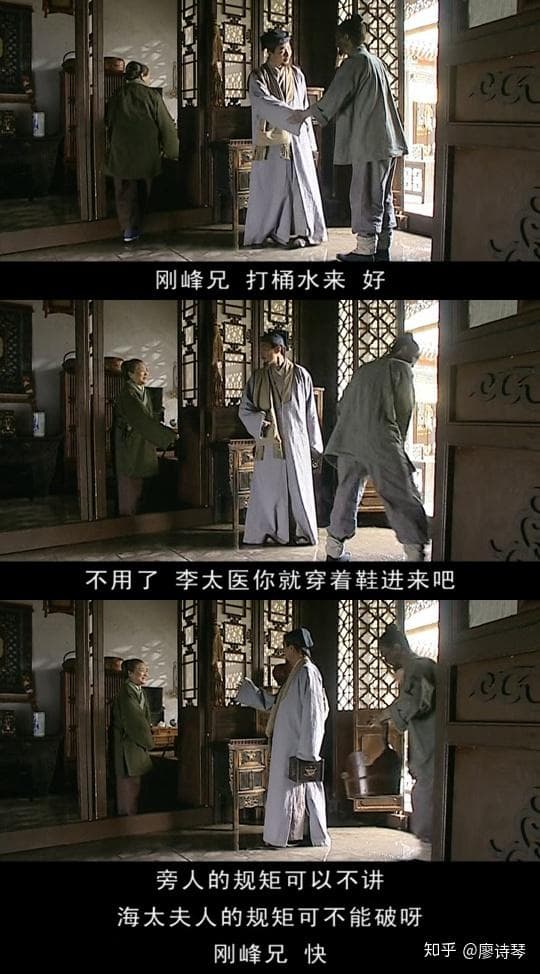 刚峰兄 打桶水来 好
不用了 李太医你就穿着鞋进来吧
旁人的规矩可以不讲
海太夫人的规矩可不能破呀
刚峰兄 快
知乎 @廖诗琴